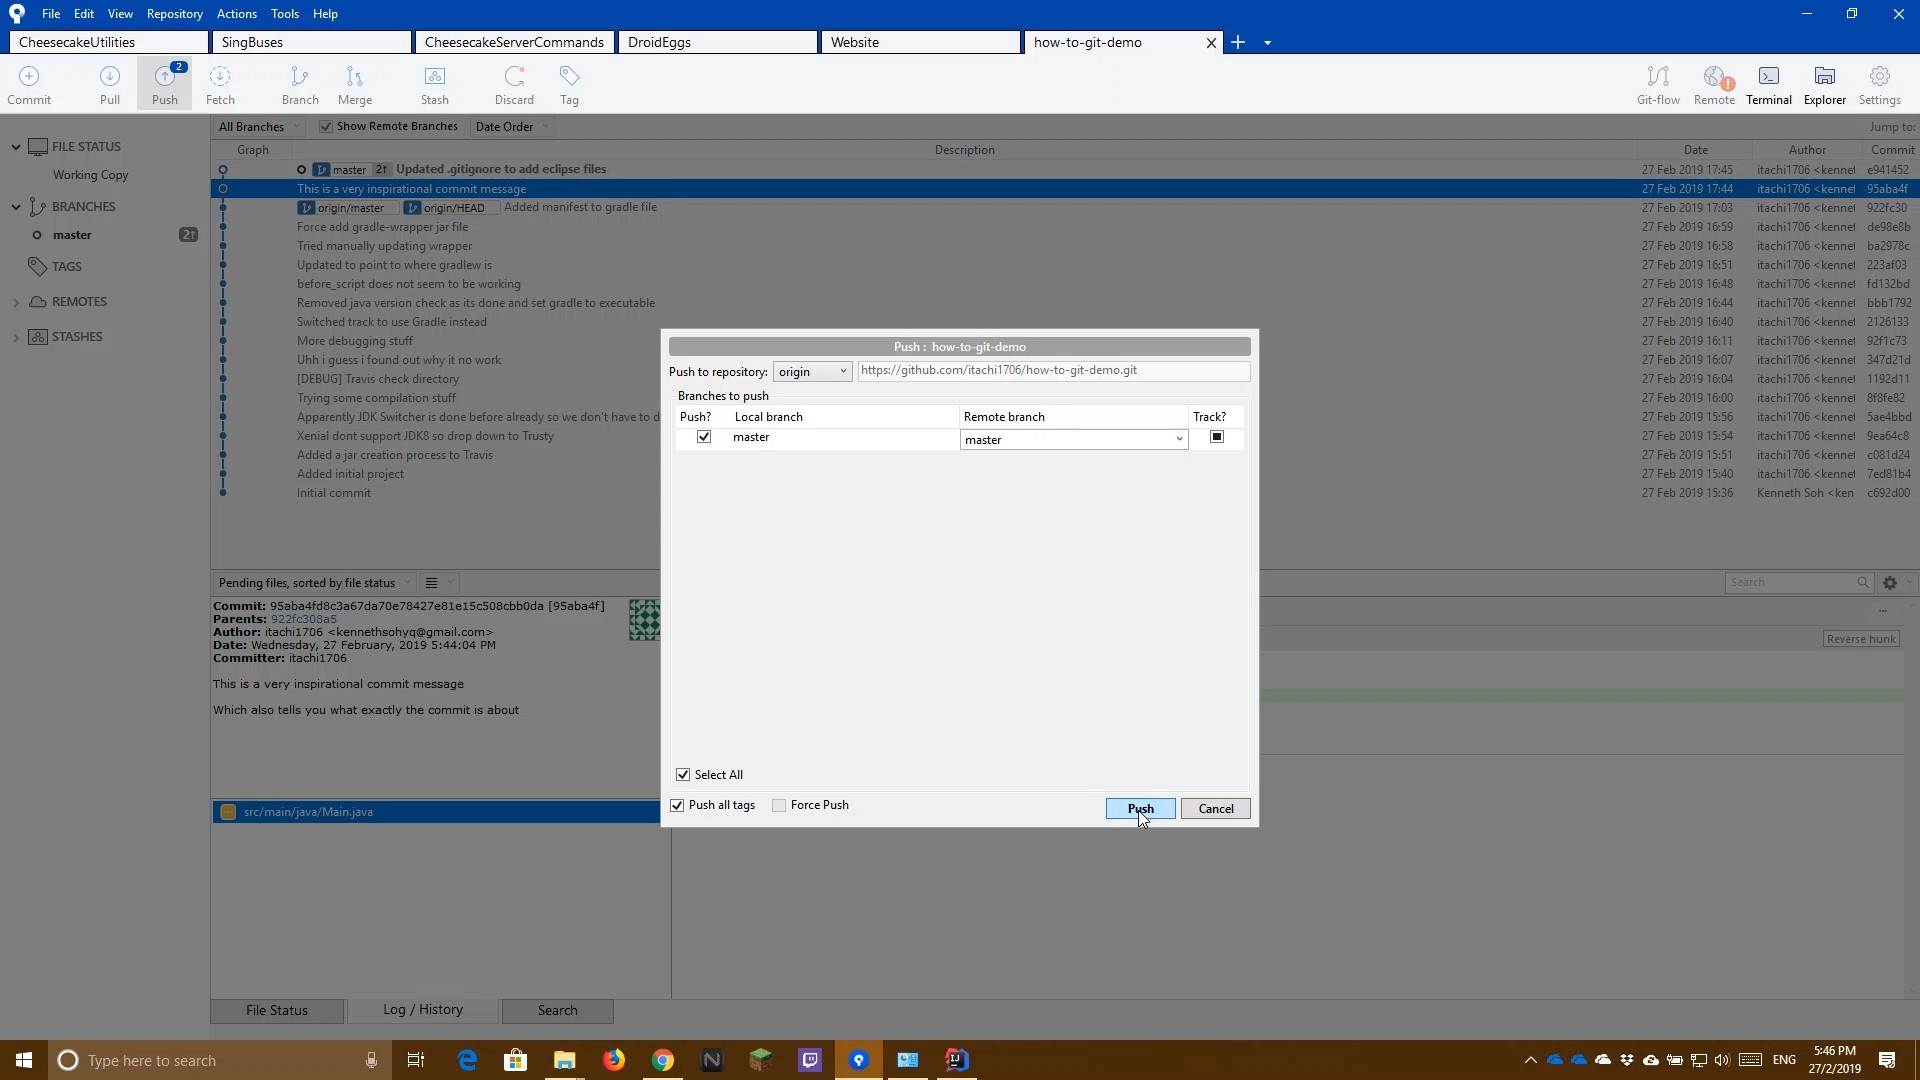 File Edit View Repository Actions Tools Help
CheesecakeUtilities SingBuses CheesecakeServerCommands DroidEggs Website how-to-git-demo
2
Commit Pull Push Fetch Branch Merge Stash Discard Tag Git-flow Remote Terminal Explorer Settings
FILE STATUS
Working Copy
BRANCHES
master 2↑
TAGS
REMOTES
STASHES
All Branches Show Remote Branches Date Order Jump to:
Graph Description Date Author Commit
master 2↑ Updated .gitignore to add eclipse files 27 Feb 2019 17:45 itachi1706 <kennet e941452
This is a very inspirational commit message 27 Feb 2019 17:44 itachi1706 <kennet 95aba4f
origin/master origin/HEAD Added manifest to gradle file 27 Feb 2019 17:03 itachi1706 <kennet 922fc30
Force add gradle-wrapper jar file 27 Feb 2019 16:59 itachi1706 <kennet de98e8b
Tried manually updating wrapper 27 Feb 2019 16:58 itachi1706 <kennet ba2978c
Updated to point to where gradlew is 27 Feb 2019 16:51 itachi1706 <kennet 223af03
before_script does not seem to be working 27 Feb 2019 16:48 itachi1706 <kennet fd132bd
Removed java version check as its done and set gradle to executable 27 Feb 2019 16:44 itachi1706 <kennet bbb1792
Switched track to use Gradle instead 27 Feb 2019 16:40 itachi1706 <kennet 2126133
More debugging stuff 27 Feb 2019 16:11 itachi1706 <kennet 92f1c73
Uhh i guess i found out why it no work 27 Feb 2019 16:07 itachi1706 <kennet 347d21d
[DEBUG] Travis check directory 27 Feb 2019 16:04 itachi1706 <kennet 1192d11
Trying some compilation stuff 27 Feb 2019 16:00 itachi1706 <kennet 8f8fe82
Apparently JDK Switcher is done before already so we don't have to d 27 Feb 2019 15:56 itachi1706 <kennet 5ae4bbd
Xenial dont support JDK8 so drop down to Trusty 27 Feb 2019 15:54 itachi1706 <kennet 9ea64c8
Added a jar creation process to Travis 27 Feb 2019 15:51 itachi1706 <kennet c081d24
Added initial project 27 Feb 2019 15:40 itachi1706 <kennet 7ed81b4
Initial commit 27 Feb 2019 15:36 Kenneth Soh <ken c692d00
Push : how-to-git-demo
Push to repository: origin https://github.com/itachi1706/how-to-git-demo.git
Branches to push
Push? Local branch Remote branch Track?
master master
Select All
Push all tags Force Push Push Cancel
Pending files, sorted by file status Search
Commit: 95aba4fd8c3a67da70e78427e81e15c508cbb0da [95aba4f]
Parents: 922fc308a5
Author: itachi1706 <kennethsohyq@gmail.com>
Date: Wednesday, 27 February, 2019 5:44:04 PM
Committer: itachi1706
Reverse hunk
This is a very inspirational commit message
Which also tells you what exactly the commit is about
src/main/java/Main.java
File Status Log / History Search
Type here to search ENG 5:46 PM
27/2/2019